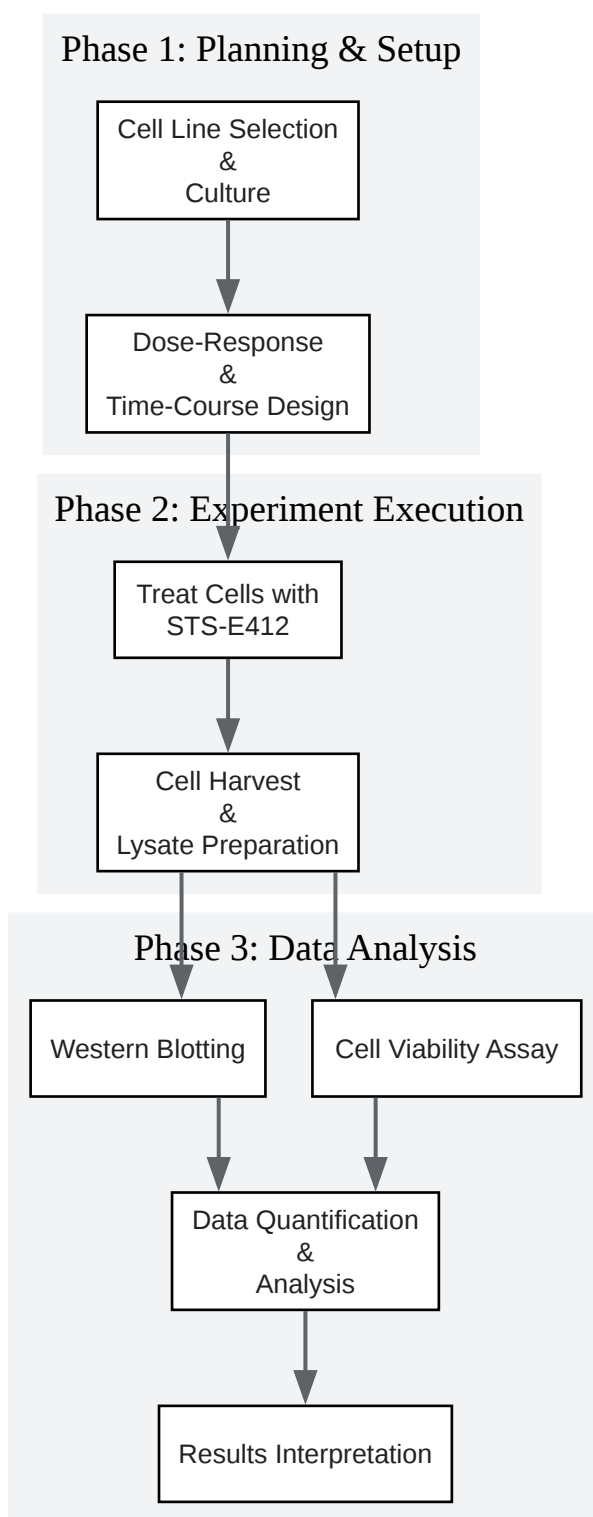 Phase 1: Planning & Setup
Cell Line Selection
&
Culture
Dose-Response
&
Time-Course Design
Phase 2: Experiment Execution
Treat Cells with
STS-E412
Cell Harvest
&
Lysate Preparation
Phase 3: Data Analysis
Western Blotting
Cell Viability Assay
Data Quantification
&
Analysis
Results Interpretation